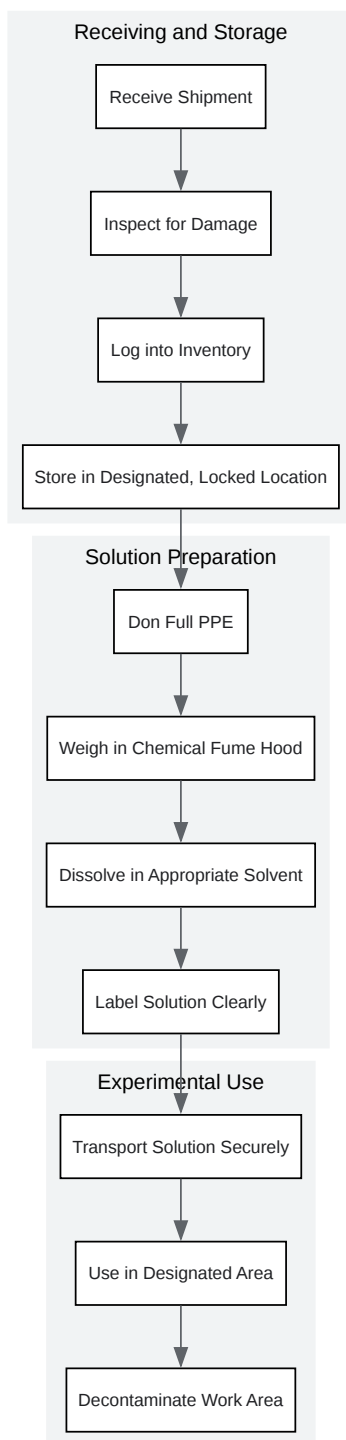 Receiving and Storage
Receive Shipment
Inspect for Damage
Log into Inventory
Store in Designated, Locked Location
Solution Preparation
Don Full PPE
Weigh in Chemical Fume Hood
Dissolve in Appropriate Solvent
Label Solution Clearly
Experimental Use
Transport Solution Securely
Use in Designated Area
Decontaminate Work Area